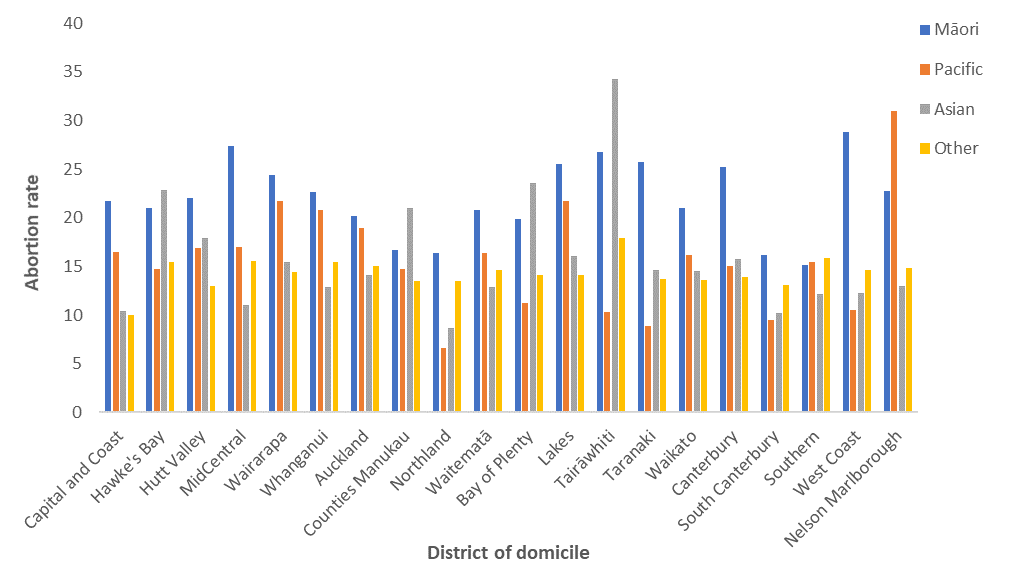 40
35
30
25
20
15
10
5
0
Abortion rate
Māori
Pacific
Asian
Other
Capital and Coast
Hawke's Bay
Hutt Valley
MidCentral
Wairarapa
Whanganui
Auckland
Counties Manukau
Northland
Waitematā
Bay of Plenty
Lakes
Tairāwhiti
Taranaki
Waikato
Canterbury
South Canterbury
Southern
West Coast
Nelson Marlborough
District of domicile